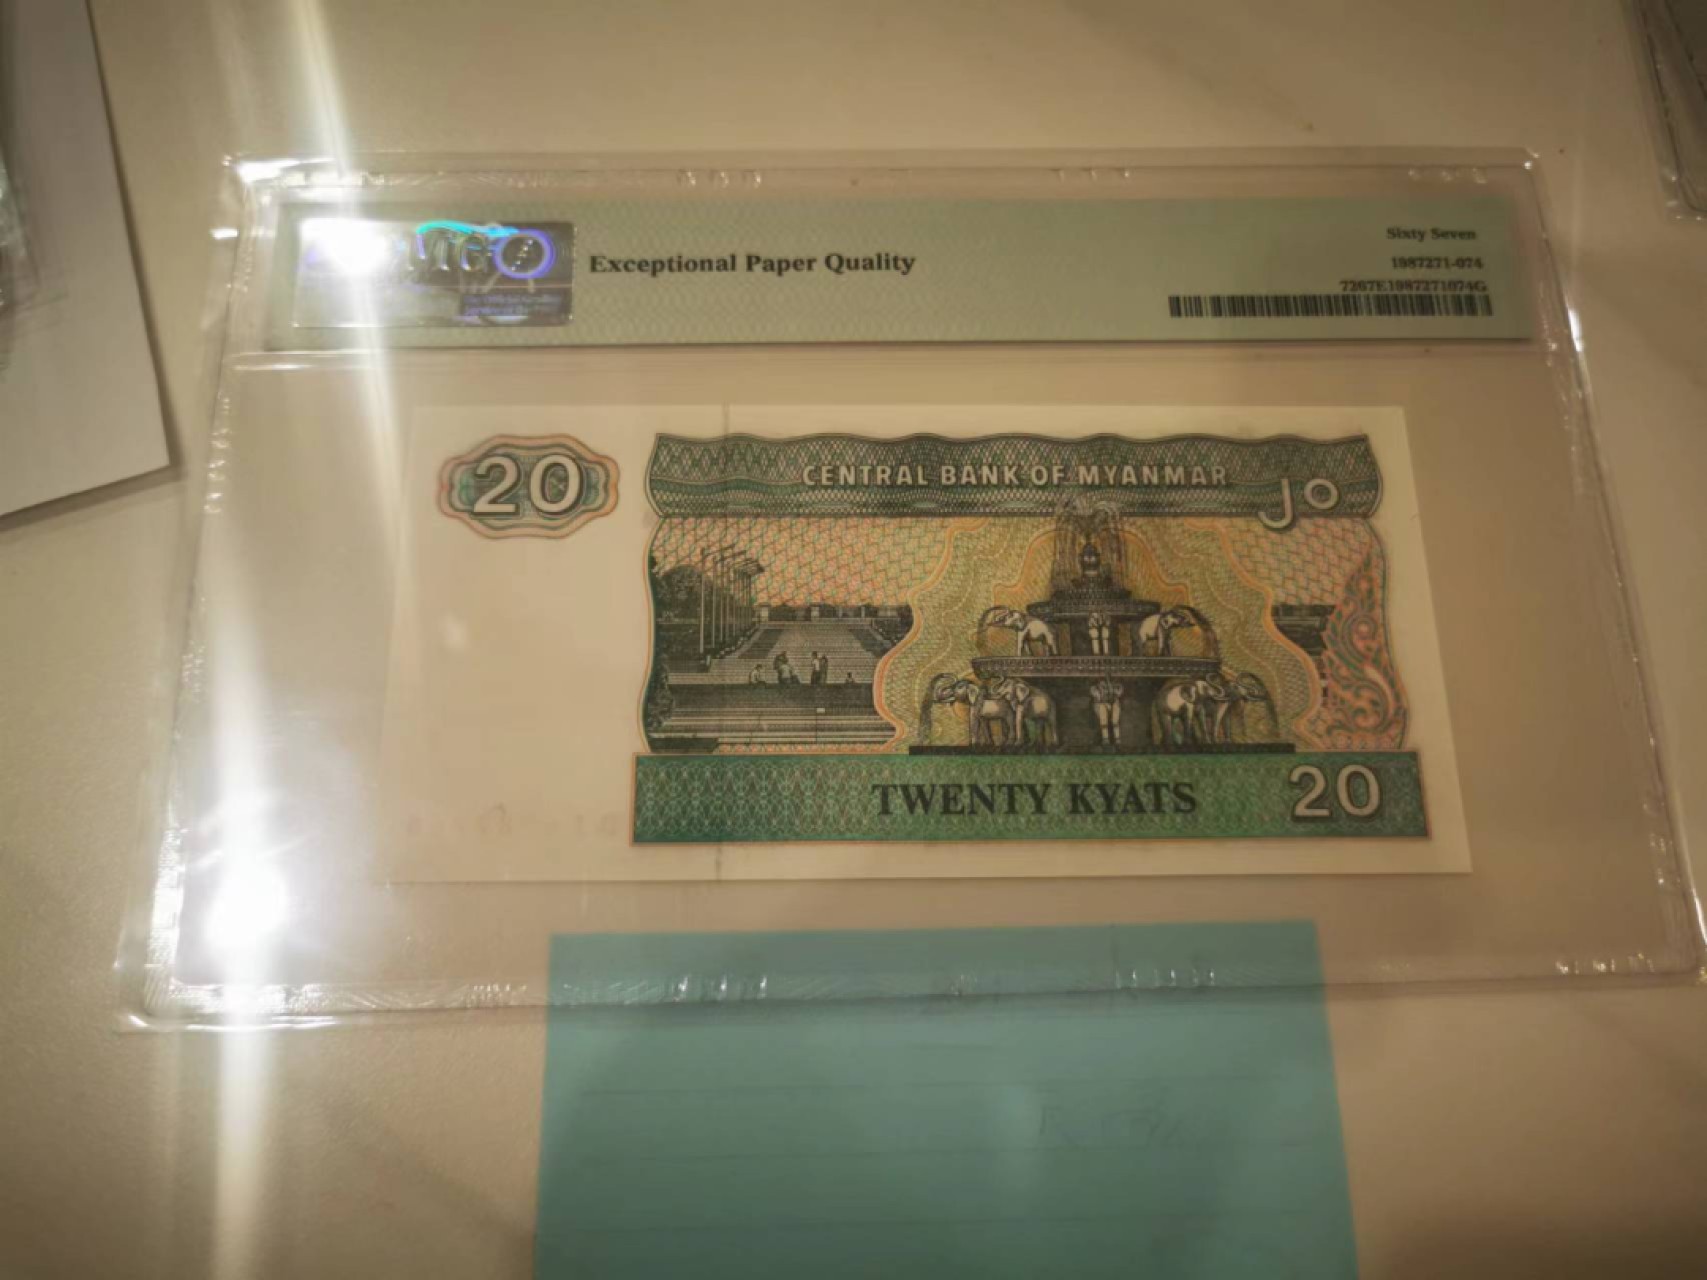 Exceptional Paper Quality
Sixty Seven
1987271-074
7267E1987271074G
20
CENTRAL BANK OF MYANMAR
၂၀
TWENTY KYATS
20